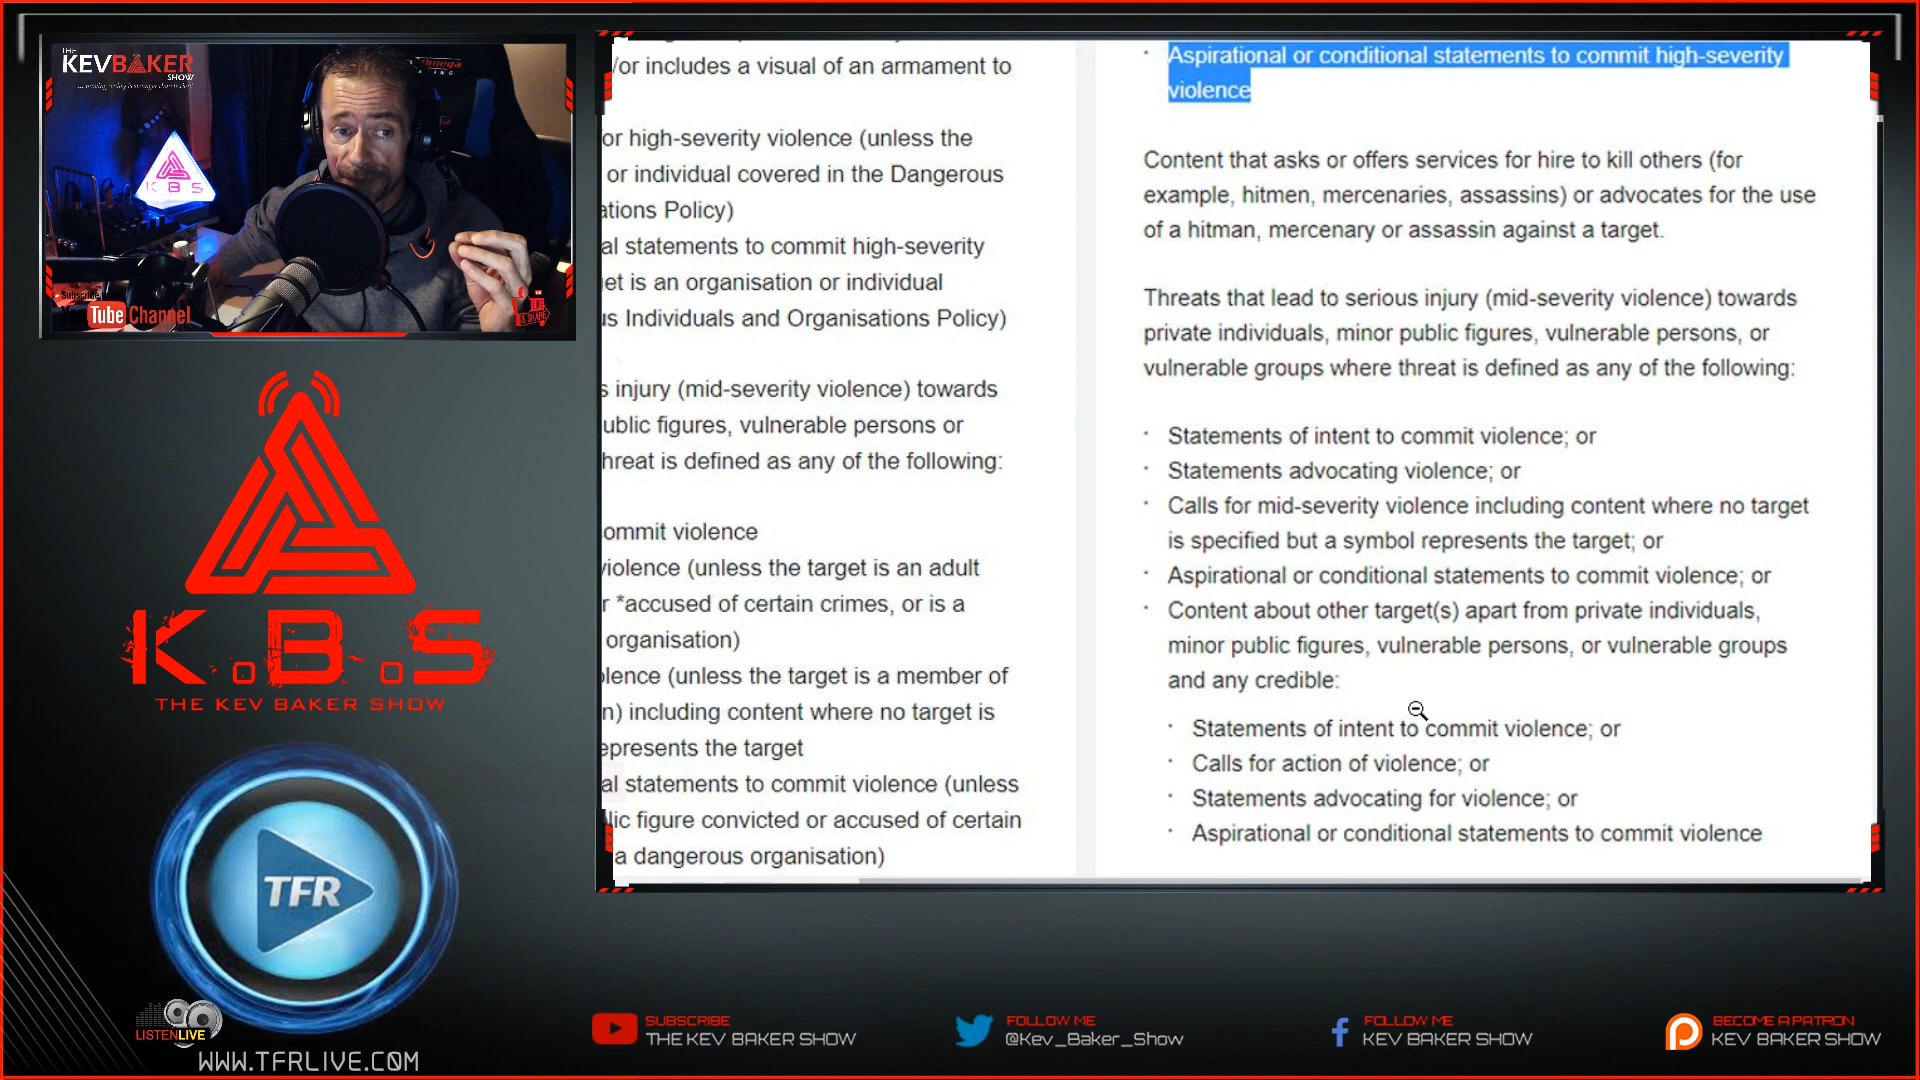 THE
KEVBAKER
SHOW
omega
K B S
Subscribe
YouTube Channel
& SHARE
K.B.S
THE KEV BAKER SHOW
TFR
LISTENLIVE
WWW.TFRLIVE.COM
/or includes a visual of an armament to
or high-severity violence (unless the
or individual covered in the Dangerous
ations Policy)
al statements to commit high-severity
et is an organisation or individual
us Individuals and Organisations Policy)
s injury (mid-severity violence) towards
ublic figures, vulnerable persons or
hreat is defined as any of the following:
ommit violence
violence (unless the target is an adult
r *accused of certain crimes, or is a
organisation)
olence (unless the target is a member of
n) including content where no target is
epresents the target
al statements to commit violence (unless
lic figure convicted or accused of certain
a dangerous organisation)
· Aspirational or conditional statements to commit high-severity
violence
Content that asks or offers services for hire to kill others (for
example, hitmen, mercenaries, assassins) or advocates for the use
of a hitman, mercenary or assassin against a target.
Threats that lead to serious injury (mid-severity violence) towards
private individuals, minor public figures, vulnerable persons, or
vulnerable groups where threat is defined as any of the following:
· Statements of intent to commit violence; or
· Statements advocating violence; or
· Calls for mid-severity violence including content where no target
is specified but a symbol represents the target; or
· Aspirational or conditional statements to commit violence; or
· Content about other target(s) apart from private individuals,
minor public figures, vulnerable persons, or vulnerable groups
and any credible:
· Statements of intent to commit violence; or
· Calls for action of violence; or
· Statements advocating for violence; or
· Aspirational or conditional statements to commit violence
SUBSCRIBE
THE KEV BAKER SHOW
FOLLOW ME
@Kev_Baker_Show
FOLLOW ME
KEV BAKER SHOW
BECOME A PATRON
KEV BAKER SHOW